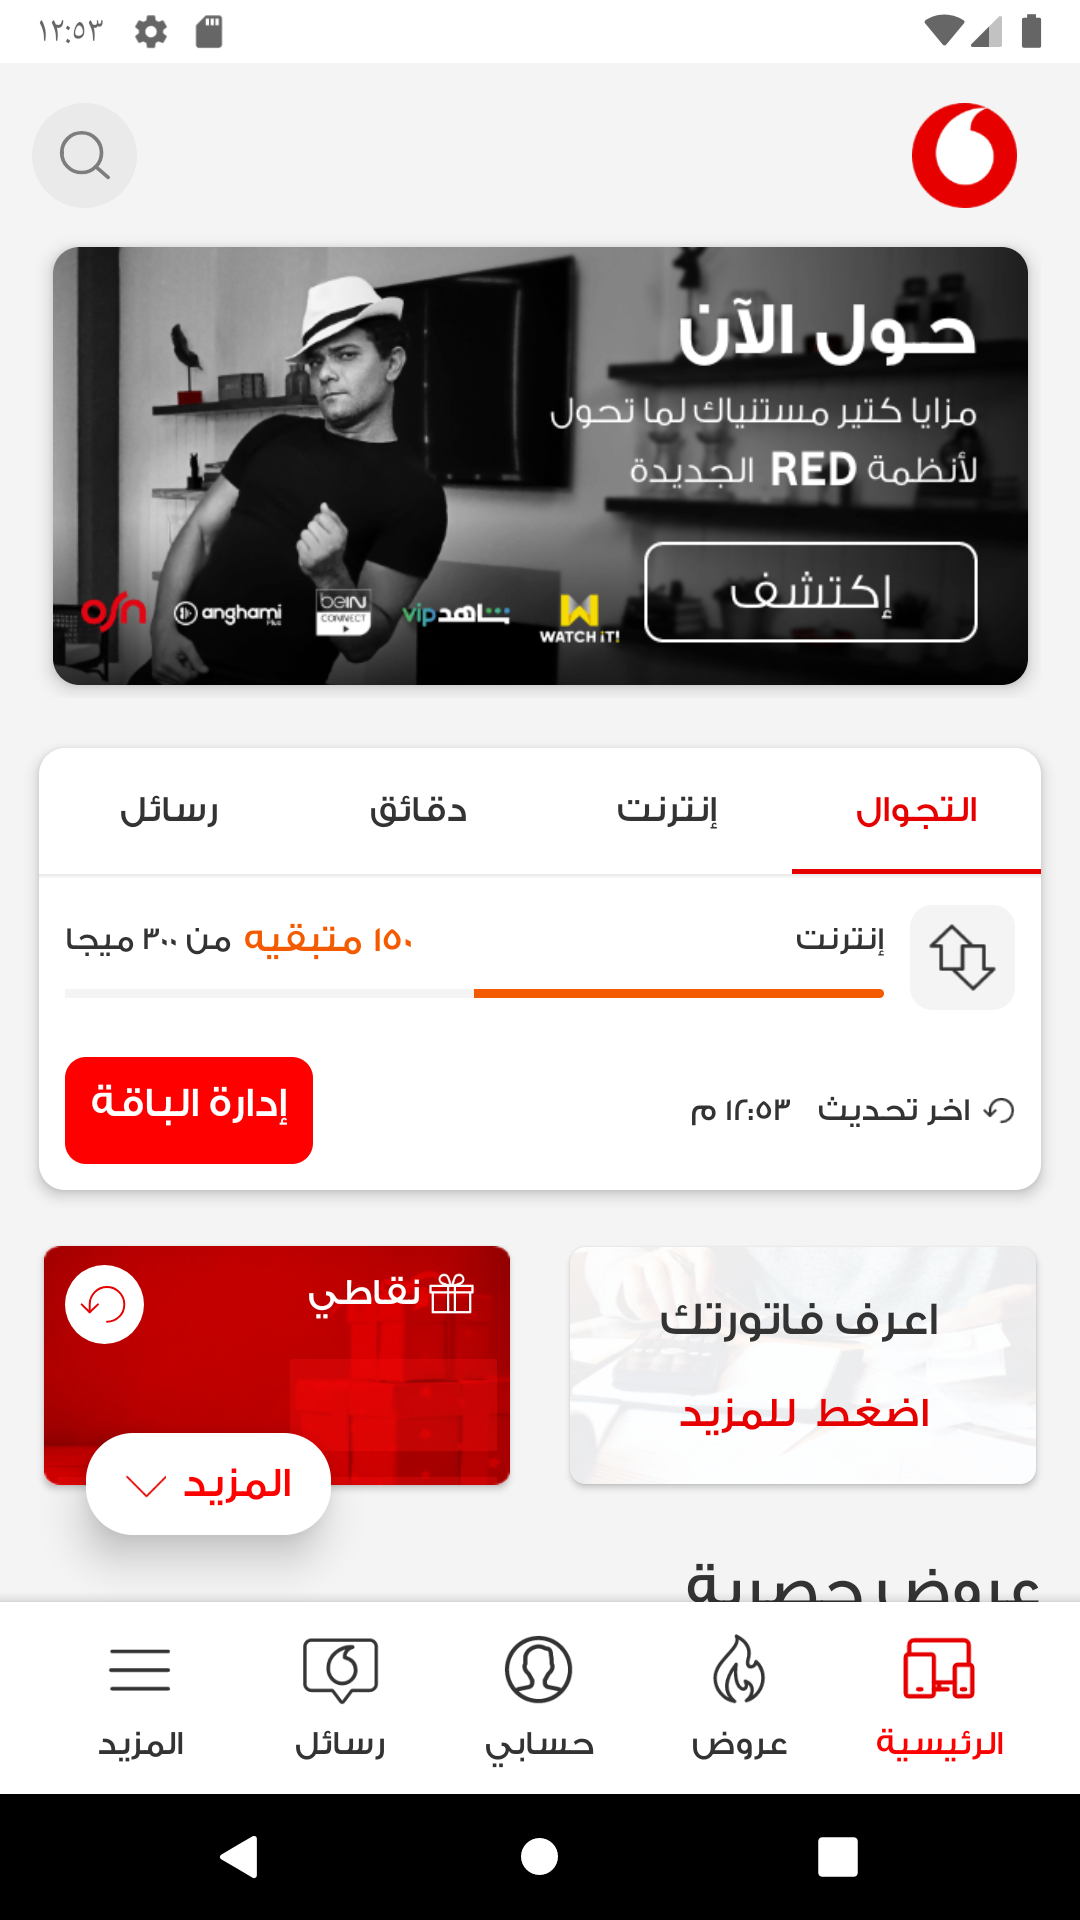 ١٢:٥٣
حول الآن
مزايا كتير مستنياك لما تحول
لأنظمة RED الجديدة
إكتشف
osn
anghami
PLUS
beIN
CONNECT
شاهد vip
WATCH iT!
التجوال
إنترنت
دقائق
رسائل
إنترنت
١٥٠ متبقيه من ٣٠٠ ميجا
اخر تحديث ١٢:٥٣ م
إدارة الباقة
اعرف فاتورتك
اضغط للمزيد
نقاطي
المزيد
عروض حصرية
الرئيسية
عروض
حسابي
رسائل
المزيد